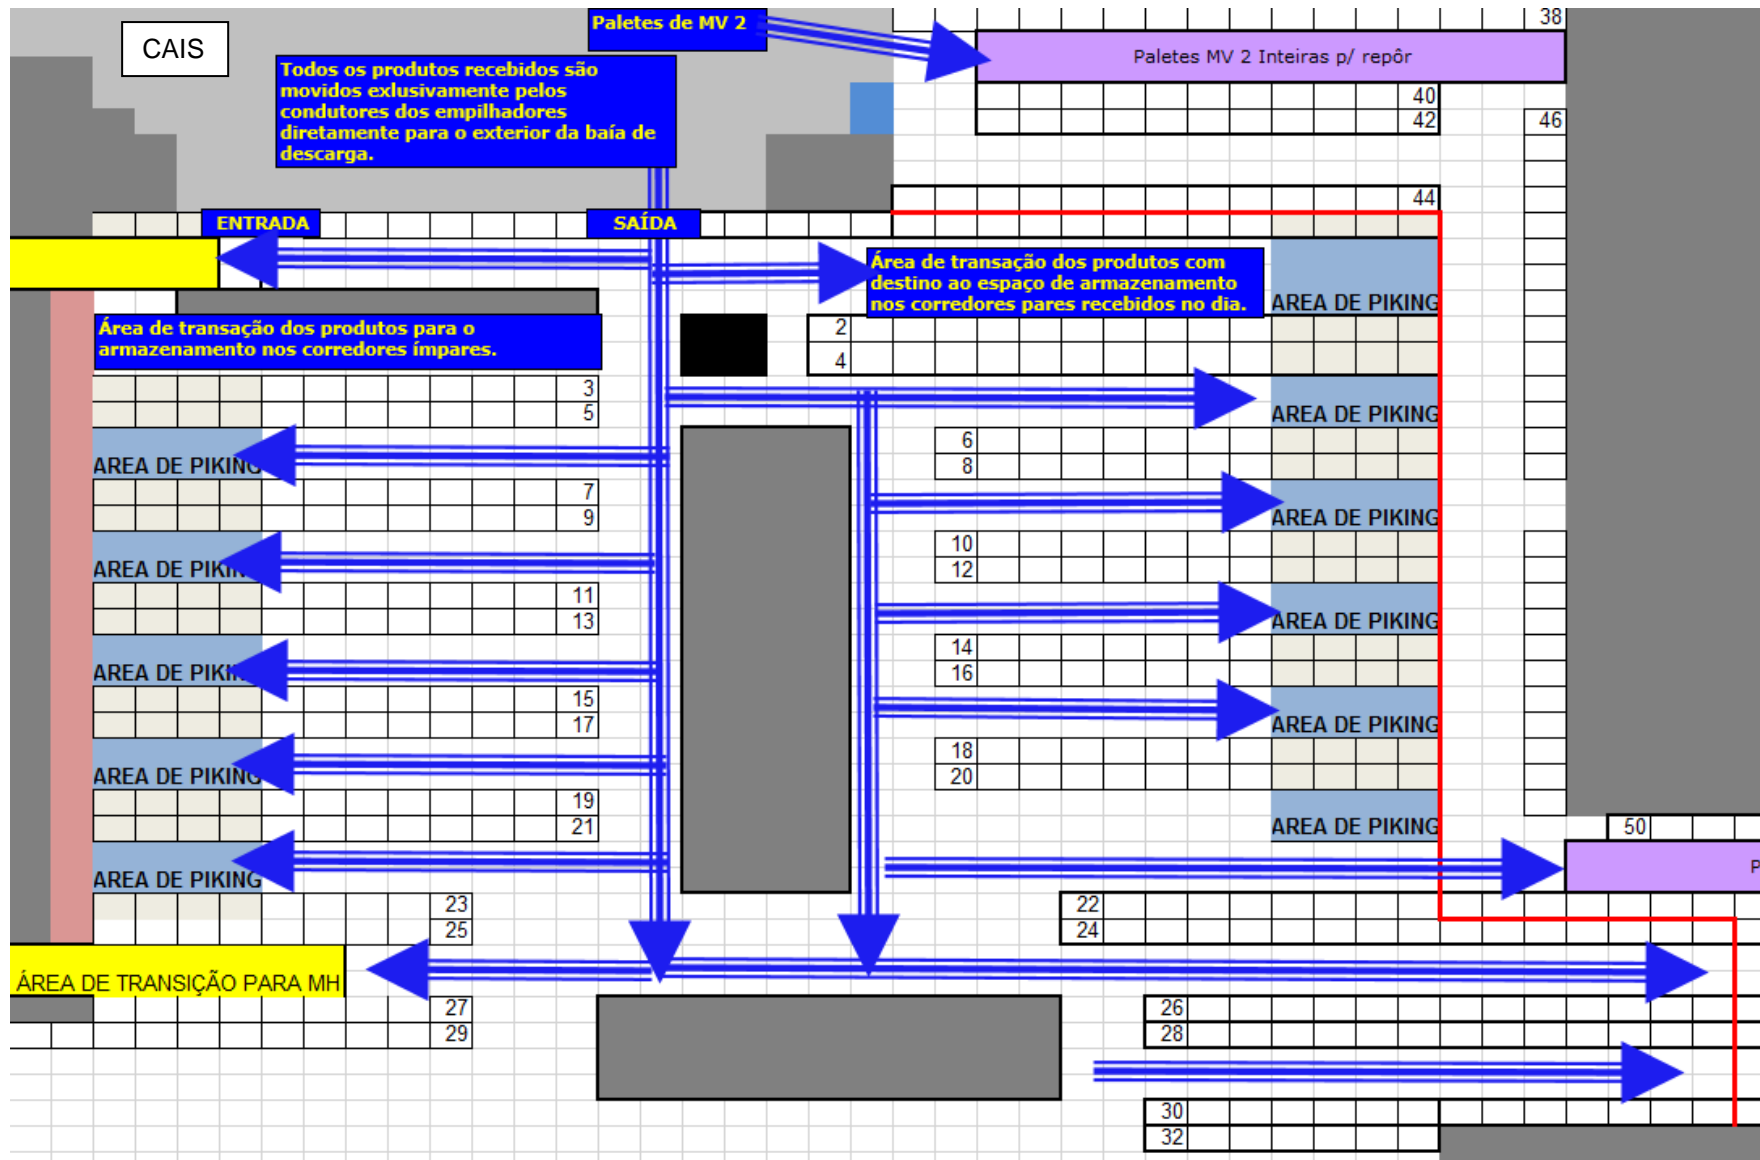 Paletes de MV 2
38
CAIS
Paletes MV 2 Inteiras p/ repôr
Todos os produtos recebidos são
movidos exlusivamente pelos
condutores dos empilhadores
diretamente para o exterior da baía de
descarga.
40
42
46
44
ENTRADA
SAÍDA
Área de transação dos produtos com
destino ao espaço de armazenamento
nos corredores pares recebidos no dia.
AREA DE PIKING
Área de transação dos produtos para o
armazenamento nos corredores ímpares.
2
4
3
5
AREA DE PIKING
6
8
AREA DE PIKING
7
9
AREA DE PIKING
10
12
AREA DE PIKING
11
13
AREA DE PIKING
14
16
AREA DE PIKING
15
17
AREA DE PIKING
18
20
AREA DE PIKING
19
21
AREA DE PIKING
50
P
AREA DE PIKING
23
25
22
24
ÁREA DE TRANSIÇÃO PARA MH
27
29
26
28
30
32